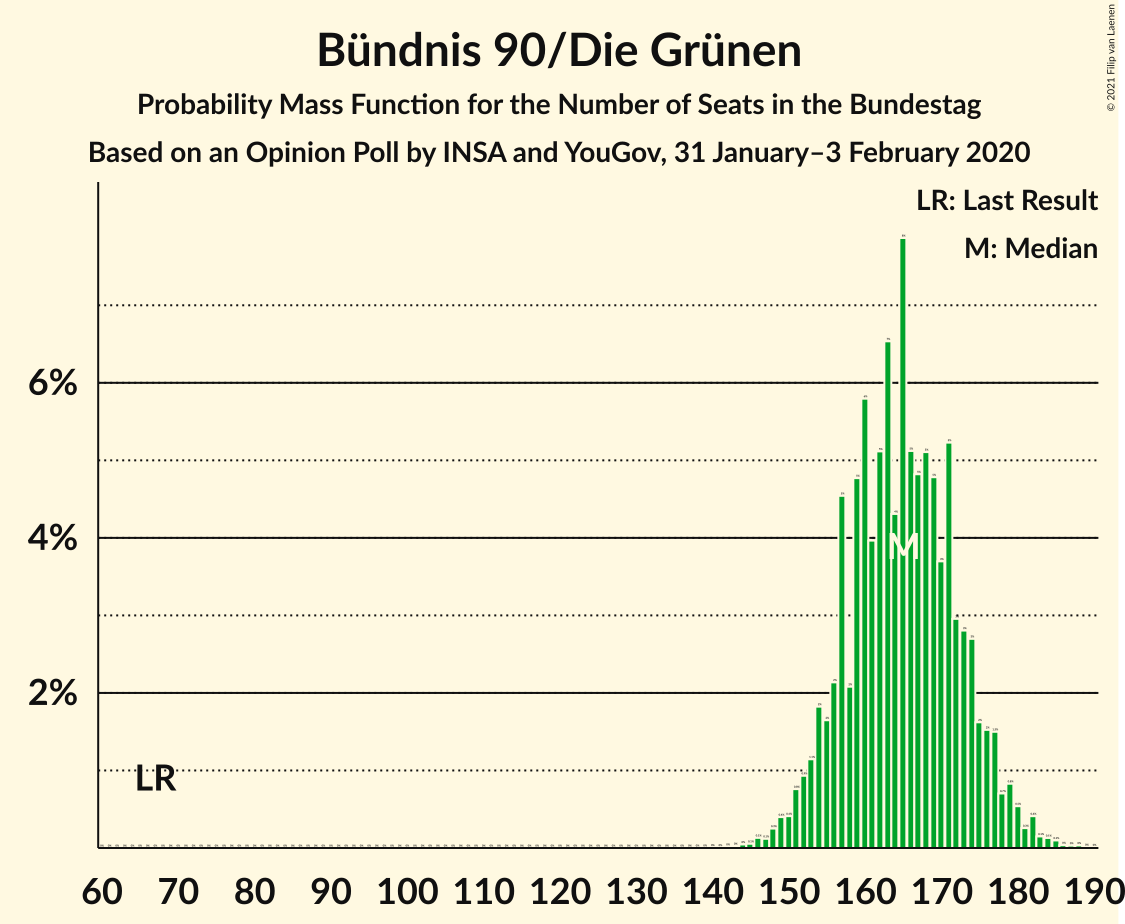 Bündnis 90/Die Grünen
Probability Mass Function for the Number of Seats in the Bundestag
Based on an Opinion Poll by INSA and YouGov, 31 January–3 February 2020
© 2021 Filip van Laenen
LR: Last Result
M: Median
6%
4%
M
2%
LR
60 70 80 90 100 110 120 130 140 150 160 170 180 190